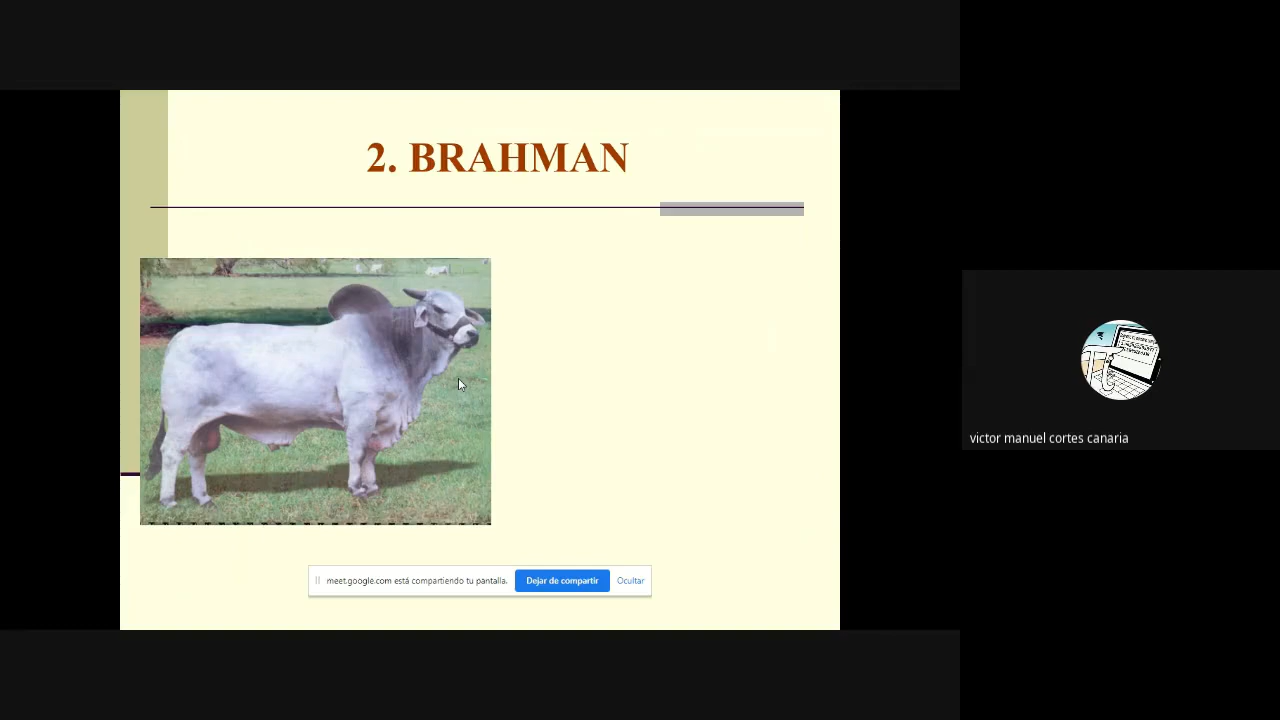 2. BRAHMAN
meet.google.com está compartiendo tu pantalla.
Dejar de compartir
Ocultar
victor manuel cortes canaria